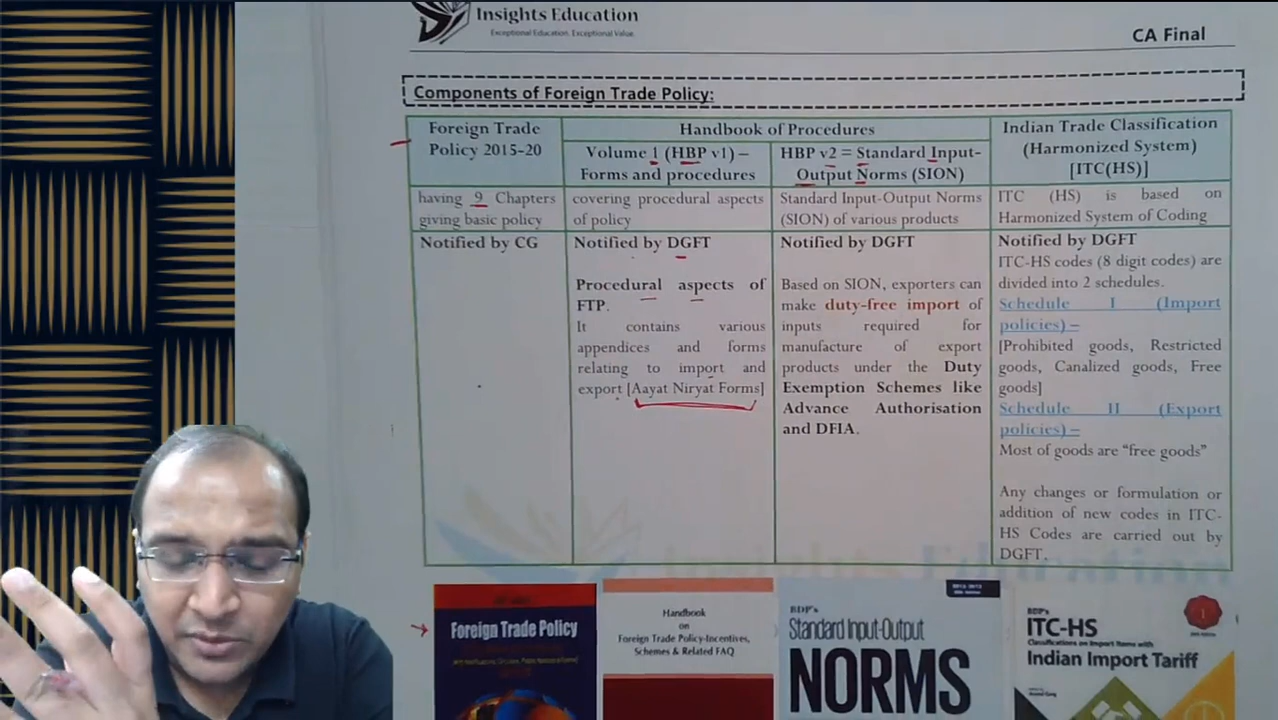 Insights Education
Exceptional Education. Exceptional Value.
CA Final
Components of Foreign Trade Policy:
Foreign Trade
Policy 2015-20
Handbook of Procedures
Volume 1 (HBP v1) –
Forms and procedures
HBP v2 = Standard Input-
Output Norms (SION)
Indian Trade Classification
(Harmonized System)
[ITC(HS)]
having 9 Chapters
giving basic policy
covering procedural aspects
of policy
Standard Input-Output Norms
(SION) of various products
ITC (HS) is based on
Harmonized System of Coding
Notified by CG
Notified by DGFT
Procedural aspects of
FTP.
It contains various
appendices and forms
relating to import and
export [Aayat Niryat Forms]
Notified by DGFT
Based on SION, exporters can
make duty-free import of
inputs required for
manufacture of export
products under the Duty
Exemption Schemes like
Advance Authorisation
and DFIA.
Notified by DGFT
ITC-HS codes (8 digit codes) are
divided into 2 schedules.
Schedule I (Import
policies) –
[Prohibited goods, Restricted
goods, Canalized goods, Free
goods]
Schedule II (Export
policies) –
Most of goods are “free goods”
Any changes or formulation or
addition of new codes in ITC-
HS Codes are carried out by
DGFT.
Foreign Trade Policy
Handbook
on
Foreign Trade Policy-Incentives,
Schemes & Related FAQ
BDP's
Standard Input-Output
NORMS
BDP's
ITC-HS
Classifications on Import Items with
Indian Import Tariff